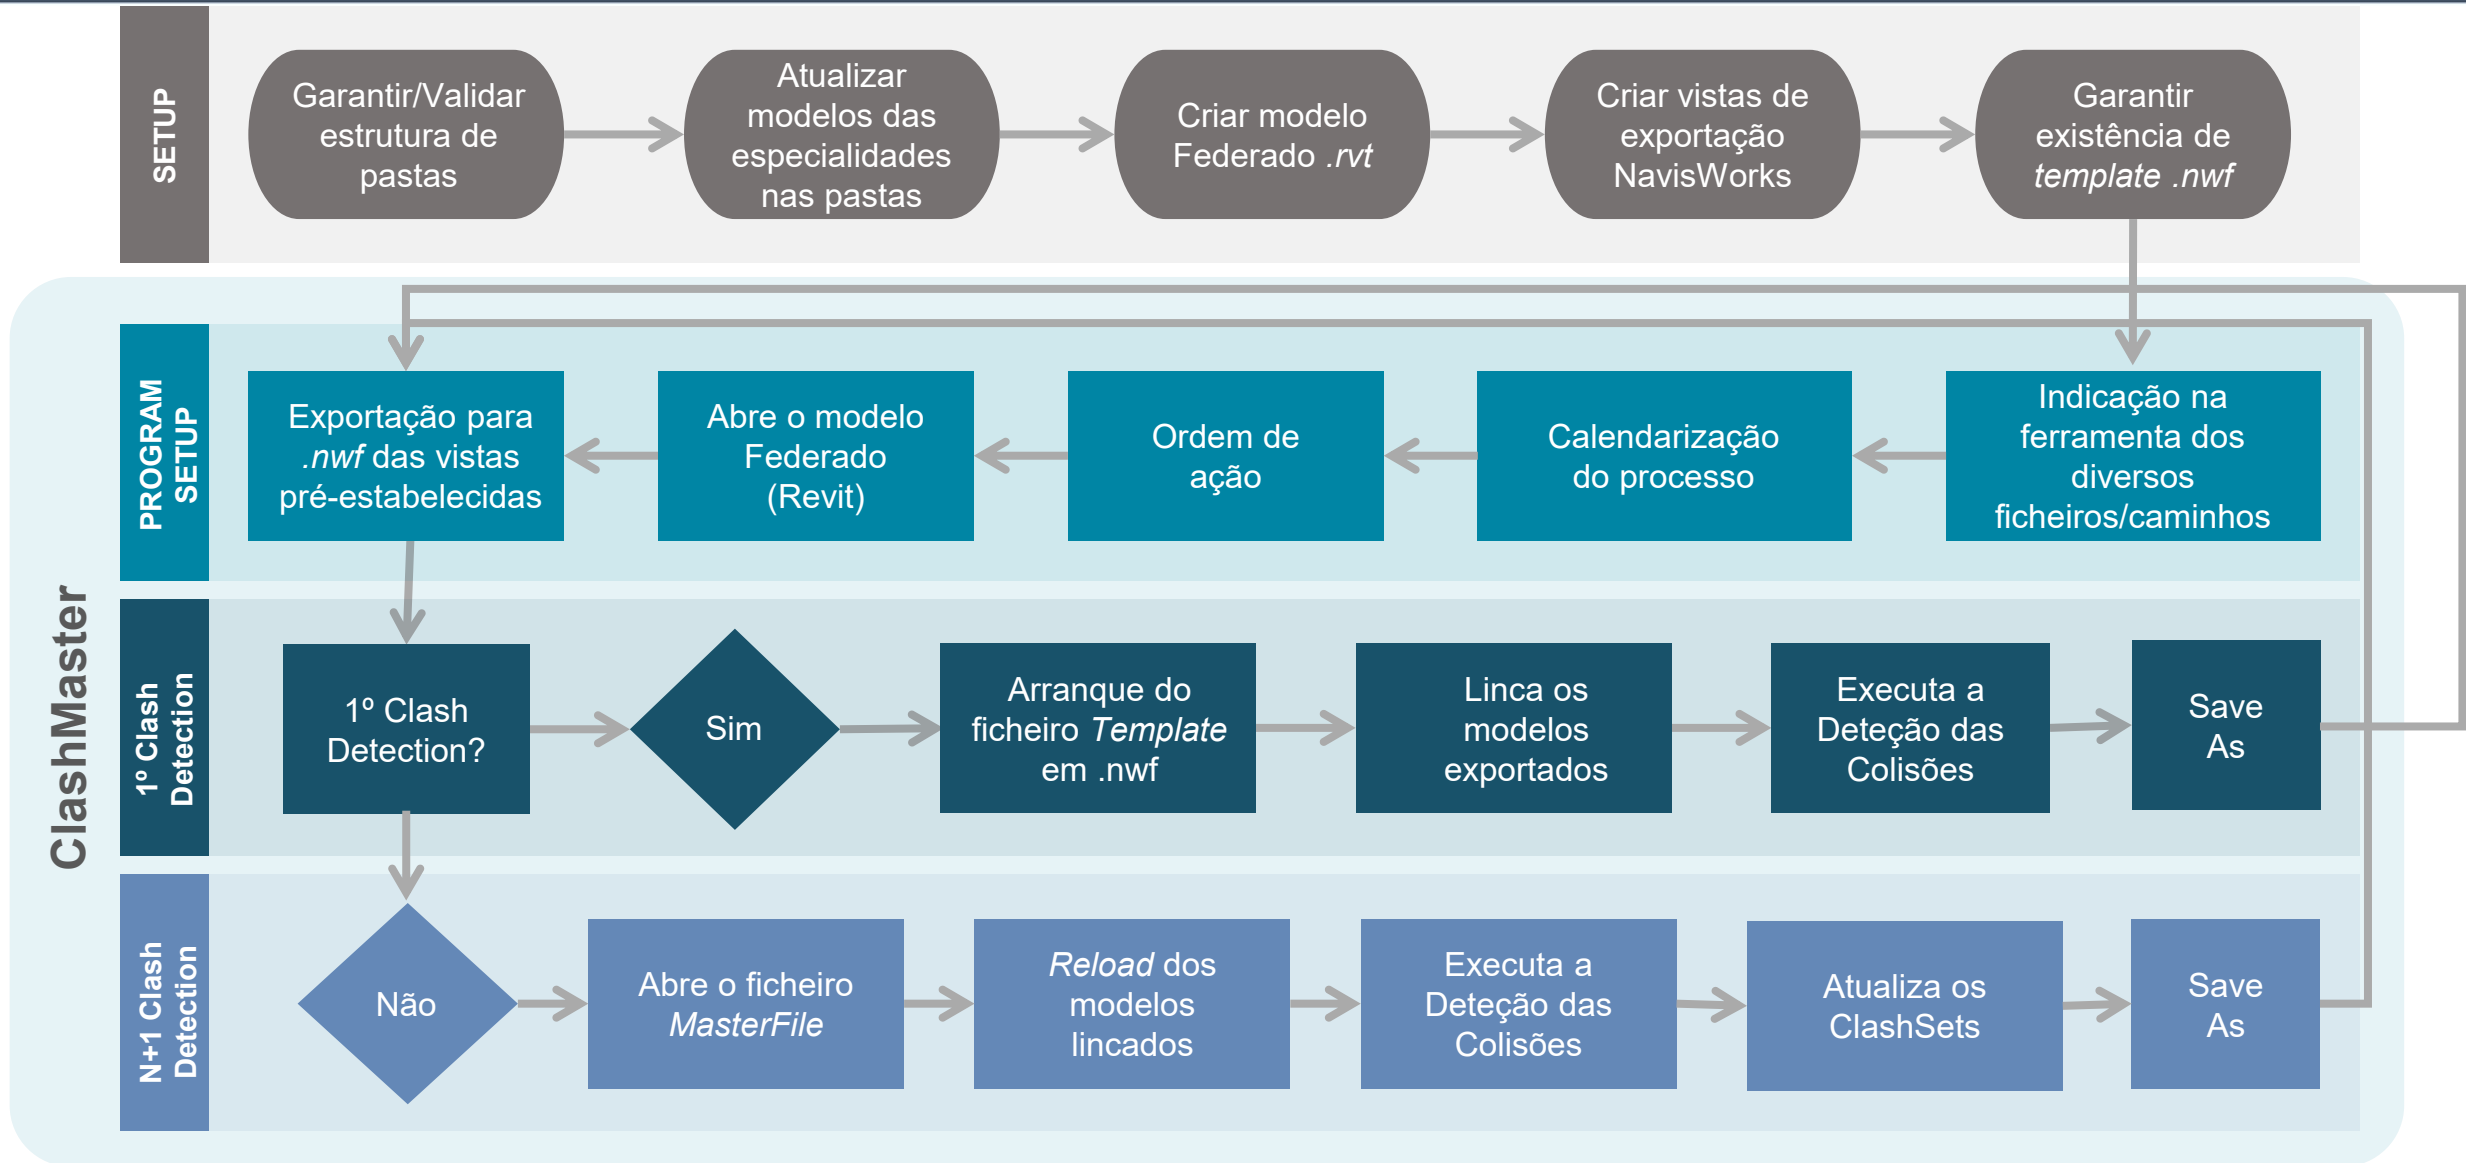 SETUP
Garantir/Validar
estrutura de
pastas
Atualizar
modelos das
especialidades
nas pastas
Criar modelo
Federado .rvt
Criar vistas de
exportação
NavisWorks
Garantir
existência de
template .nwf
ClashMaster
PROGRAM
SETUP
Exportação para
.nwf das vistas
pré-estabelecidas
Abre o modelo
Federado
(Revit)
Ordem de
ação
Calendarização
do processo
Indicação na
ferramenta dos
diversos
ficheiros/caminhos
1º Clash
Detection
1º Clash
Detection?
Sim
Arranque do
ficheiro Template
em .nwf
Linca os
modelos
exportados
Executa a
Deteção das
Colisões
Save
As
N+1 Clash
Detection
Não
Abre o ficheiro
MasterFile
Reload dos
modelos
lincados
Executa a
Deteção das
Colisões
Atualiza os
ClashSets
Save
As